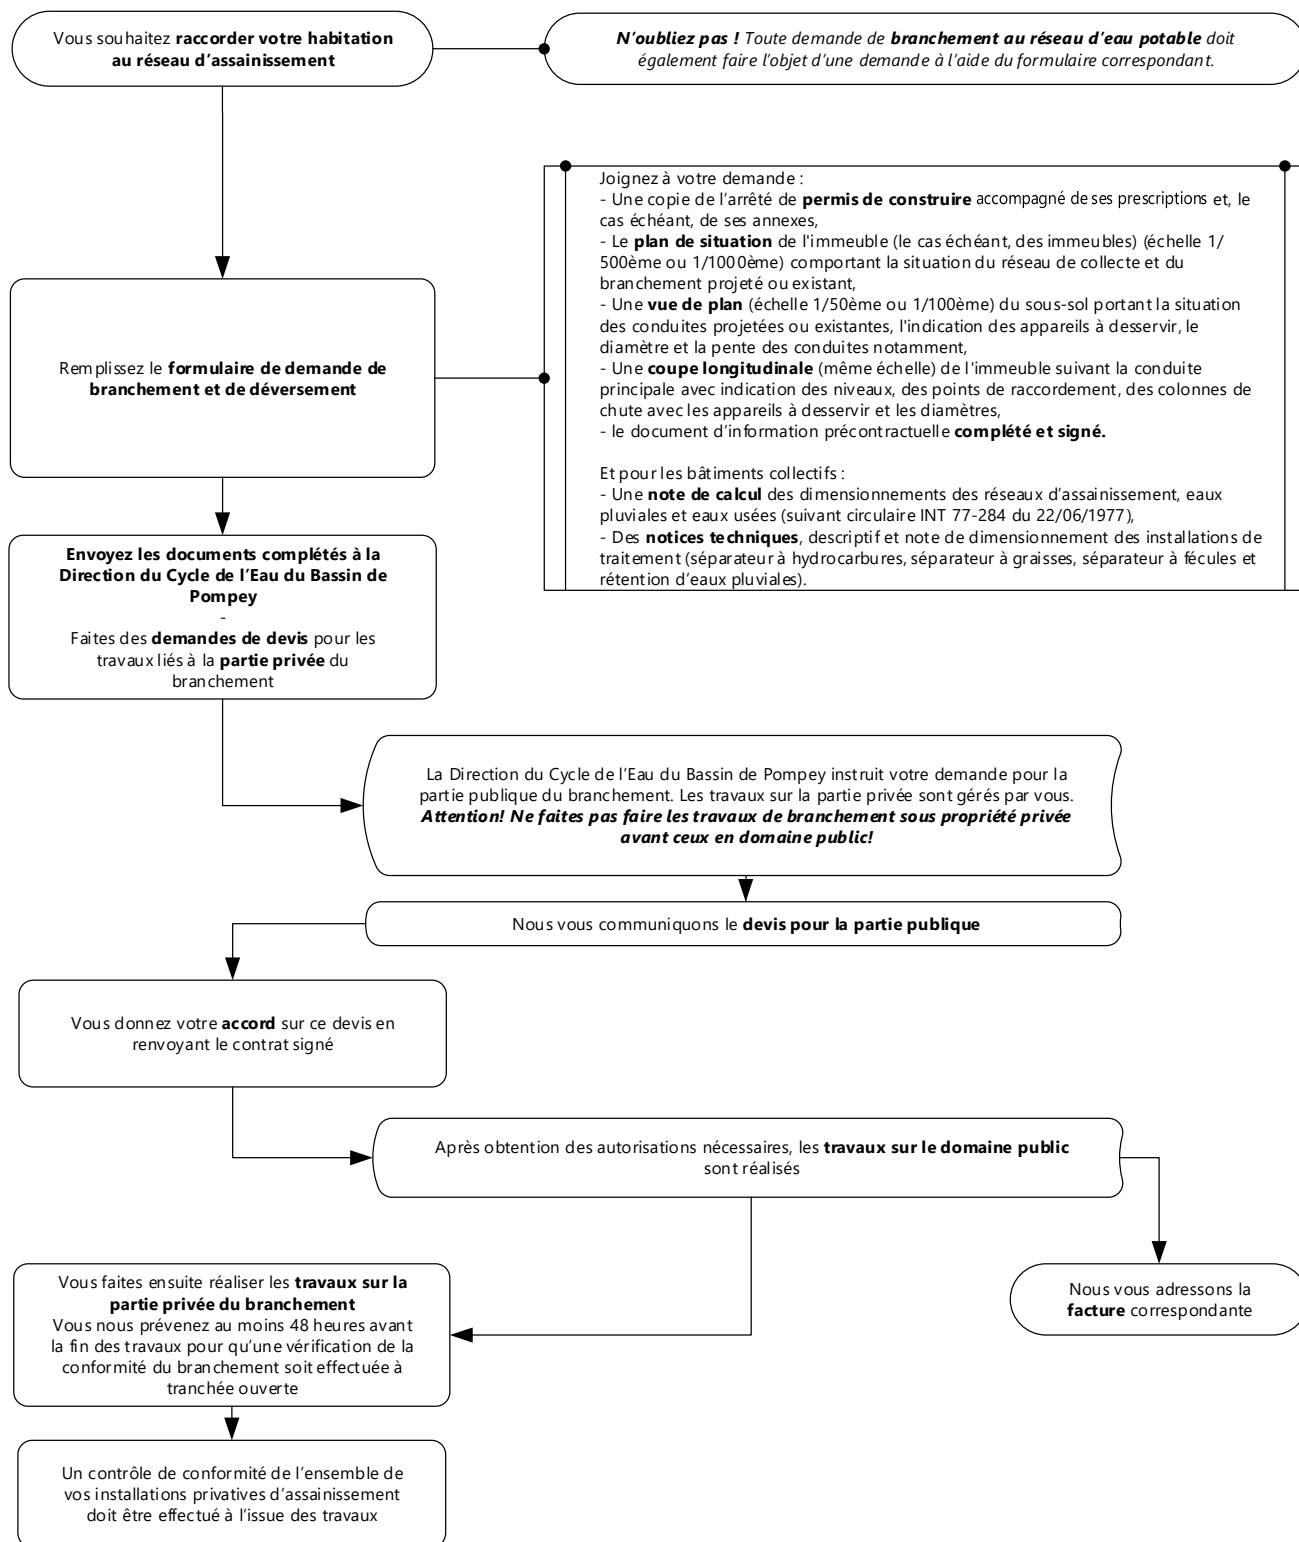 Vous souhaitez raccorder votre habitation
au réseau d’assainissement
N’oubliez pas ! Toute demande de branchement au réseau d’eau potable doit
également faire l’objet d’une demande à l’aide du formulaire correspondant.
Joignez à votre demande :
- Une copie de l’arrêté de permis de construire accompagné de ses prescriptions et, le
cas échéant, de ses annexes,
- Le plan de situation de l'immeuble (le cas échéant, des immeubles) (échelle 1/
500ème ou 1/1000ème) comportant la situation du réseau de collecte et du
branchement projeté ou existant,
- Une vue de plan (échelle 1/50ème ou 1/100ème) du sous-sol portant la situation
des conduites projetées ou existantes, l'indication des appareils à desservir, le
diamètre et la pente des conduites notamment,
- Une coupe longitudinale (même échelle) de l'immeuble suivant la conduite
principale avec indication des niveaux, des points de raccordement, des colonnes de
chute avec les appareils à desservir et les diamètres,
- le document d’information précontractuelle complété et signé.
Et pour les bâtiments collectifs :
- Une note de calcul des dimensionnements des réseaux d’assainissement, eaux
pluviales et eaux usées (suivant circulaire INT 77-284 du 22/06/1977),
- Des notices techniques, descriptif et note de dimensionnement des installations de
traitement (séparateur à hydrocarbures, séparateur à graisses, séparateur à fécules et
rétention d’eaux pluviales).
Remplissez le formulaire de demande de
branchement et de déversement
Envoyez les documents complétés à la
Direction du Cycle de l’Eau du Bassin de
Pompey
-
Faites des demandes de devis pour les
travaux liés à la partie privée du
branchement
La Direction du Cycle de l’Eau du Bassin de Pompey instruit votre demande pour la
partie publique du branchement. Les travaux sur la partie privée sont gérés par vous.
Attention! Ne faites pas faire les travaux de branchement sous propriété privée
avant ceux en domaine public!
Nous vous communiquons le devis pour la partie publique
Vous donnez votre accord sur ce devis en
renvoyant le contrat signé
Après obtention des autorisations nécessaires, les travaux sur le domaine public
sont réalisés
Vous faites ensuite réaliser les travaux sur la
partie privée du branchement
Vous nous prévenez au moins 48 heures avant
la fin des travaux pour qu’une vérification de la
conformité du branchement soit effectuée à
tranchée ouverte
Nous vous adressons la
facture correspondante
Un contrôle de conformité de l’ensemble de
vos installations privatives d’assainissement
doit être effectué à l’issue des travaux